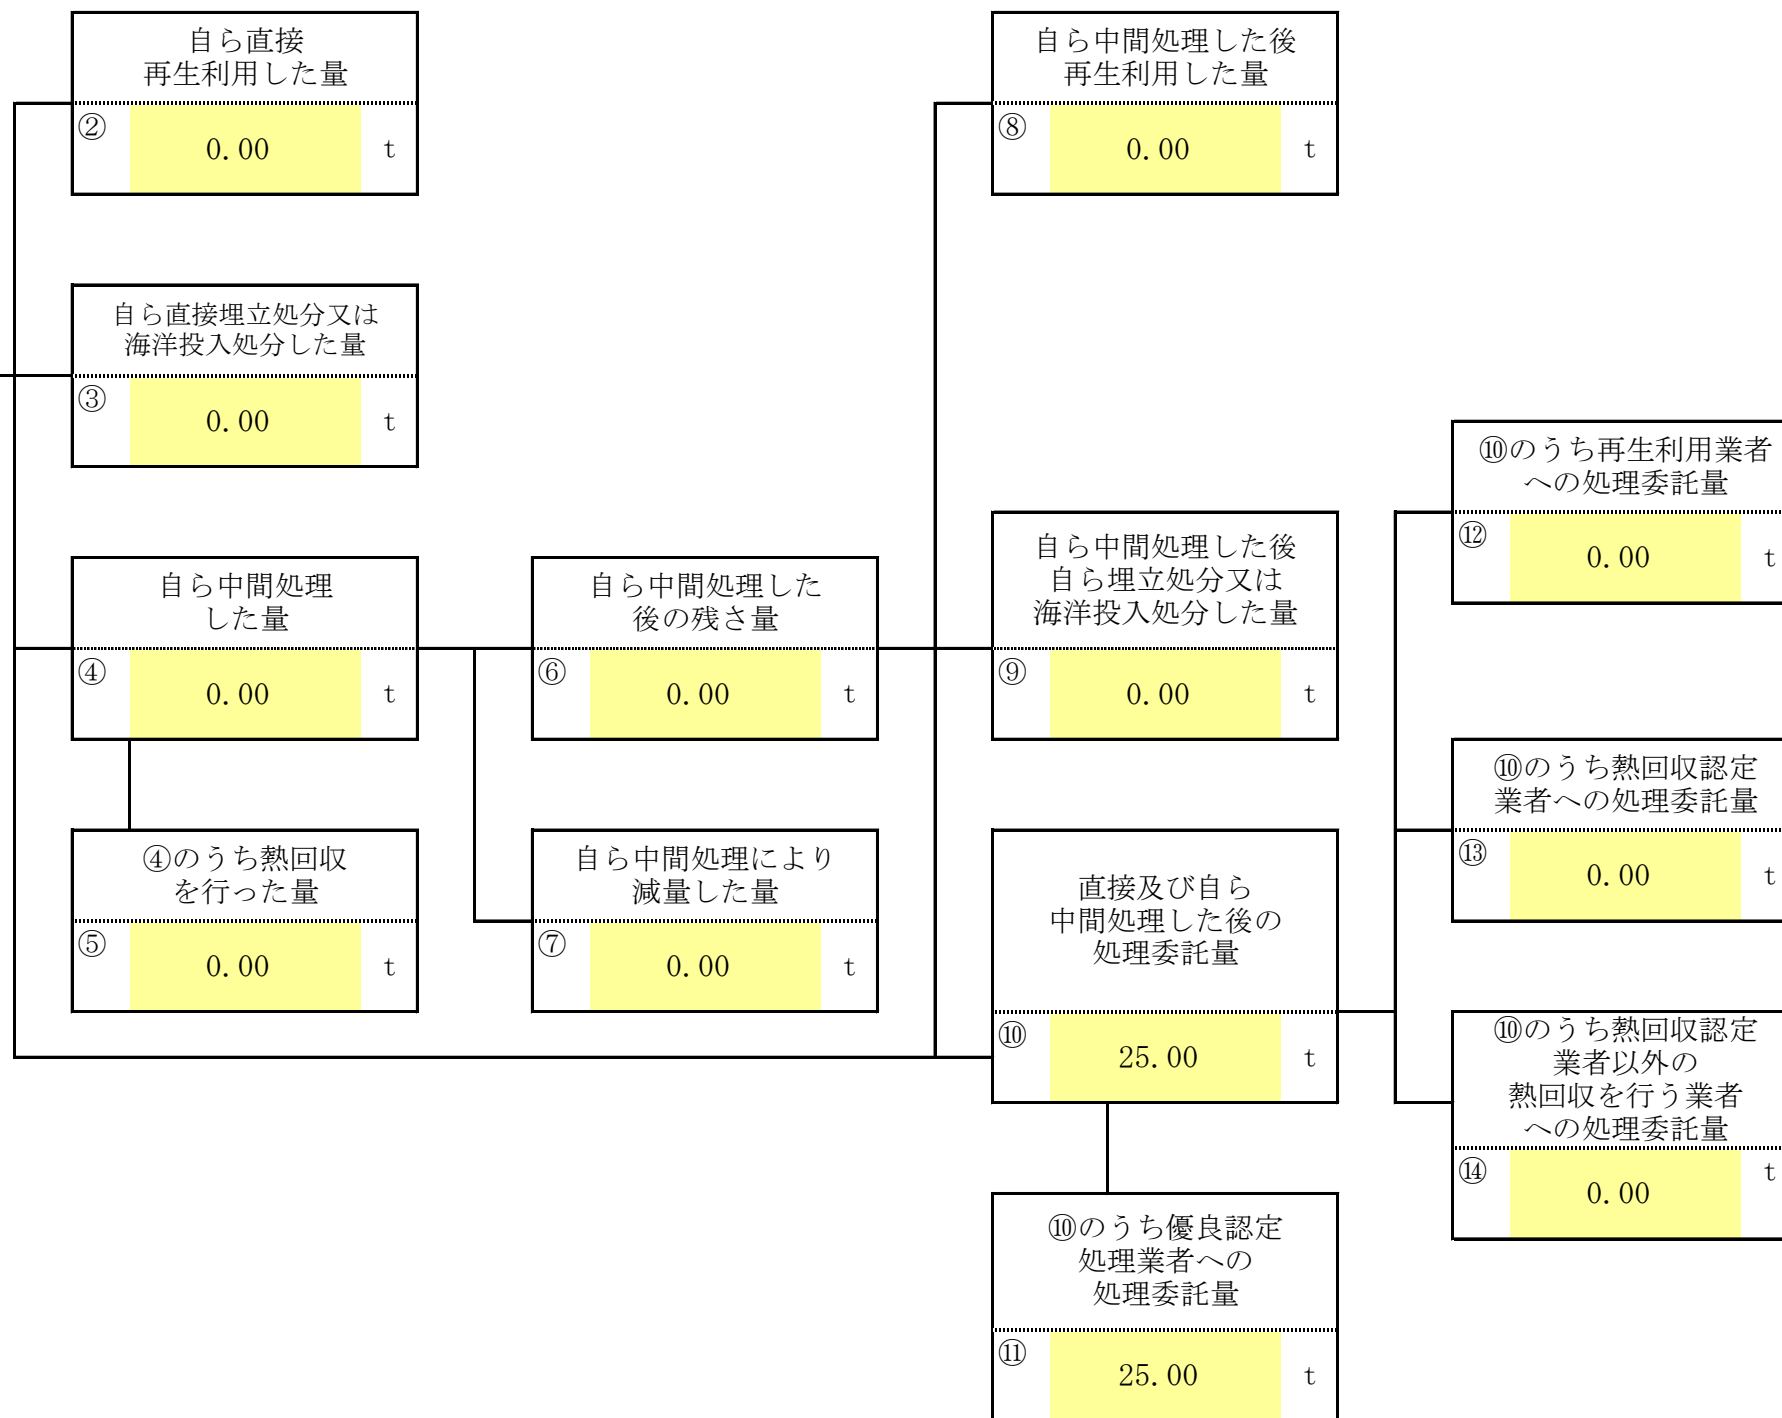 自ら直接
再生利用した量
②
0.00
t
自ら中間処理した後
再生利用した量
⑧
0.00
t
自ら直接埋立処分又は
海洋投入処分した量
③
0.00
t
⑩のうち再生利用業者
への処理委託量
⑫
0.00
t
自ら中間処理
した量
④
0.00
t
自ら中間処理した
後の残さ量
⑥
0.00
t
自ら中間処理した後
自ら埋立処分又は
海洋投入処分した量
⑨
0.00
t
⑩のうち熱回収認定
業者への処理委託量
⑬
0.00
t
④のうち熱回収
を行った量
⑤
0.00
t
自ら中間処理により
減量した量
⑦
0.00
t
直接及び自ら
中間処理した後の
処理委託量
⑩
25.00
t
⑩のうち熱回収認定
業者以外の
熱回収を行う業者
への処理委託量
⑭
0.00
t
⑩のうち優良認定
処理業者への
処理委託量
⑪
25.00
t